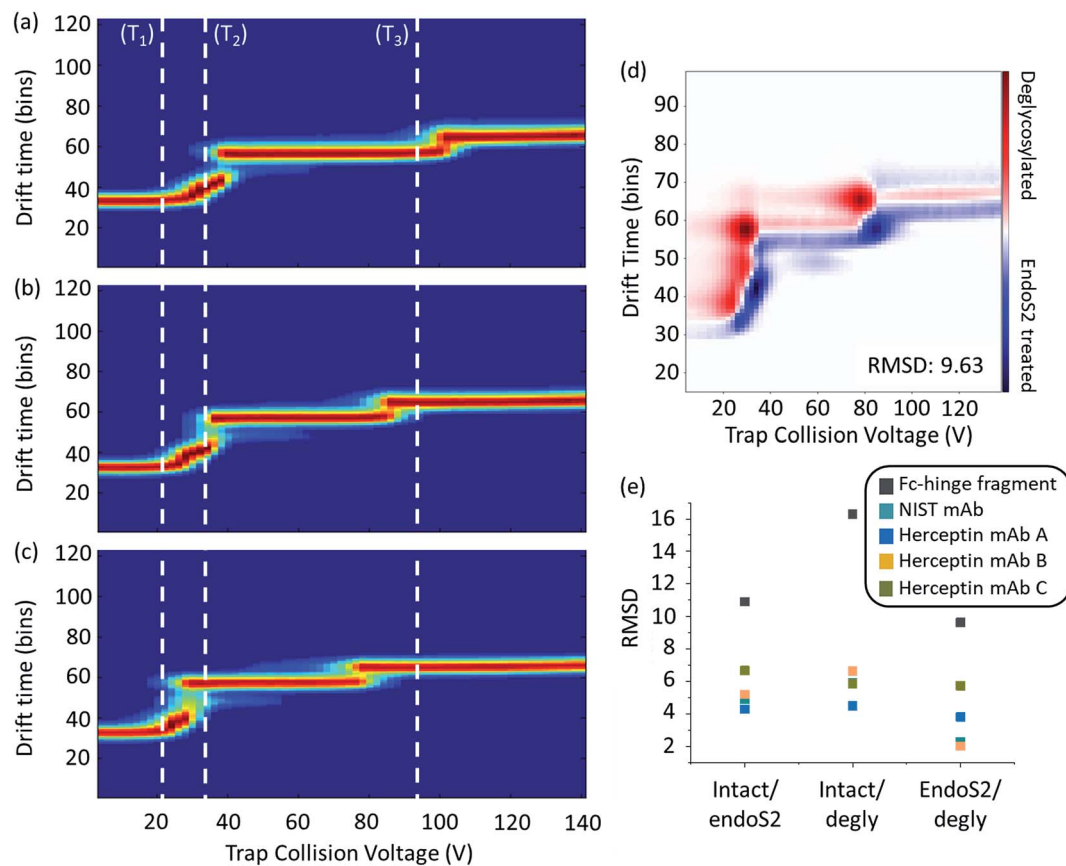 (a)
(T₁)
(T₂)
(T₃)
Drift time (bins)
120
100
80
60
40
20
(b)
Drift time (bins)
120
100
80
60
40
20
(c)
Drift time (bins)
120
100
80
60
40
20
20 40 60 80 100 120 140
Trap Collision Voltage (V)
(d)
Drift Time (bins)
90
80
70
60
50
40
30
20
RMSD: 9.63
20 40 60 80 100 120
Trap Collision Voltage (V)
Deglycosylated
EndoS2 treated
(e)
Fc-hinge fragment
NIST mAb
Herceptin mAb A
Herceptin mAb B
Herceptin mAb C
RMSD
16
14
12
10
8
6
4
2
Intact/
endoS2
Intact/
degly
EndoS2/
degly